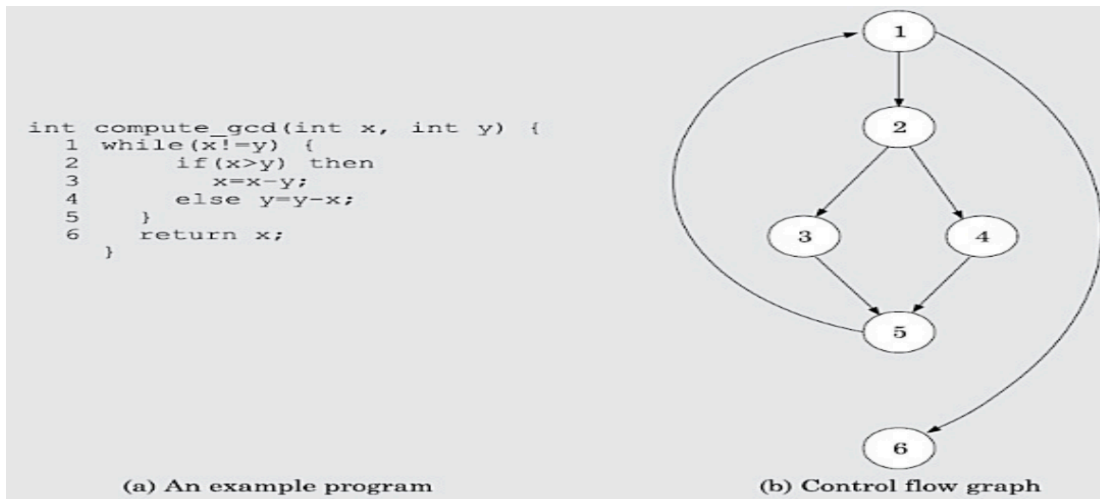 int compute_gcd(int x, int y) {
1 while(x!=y) {
2 if(x>y) then
3 x=x-y;
4 else y=y-x;
5 }
6 return x;
}
1
2
3 4
5
6
(a) An example program
(b) Control flow graph